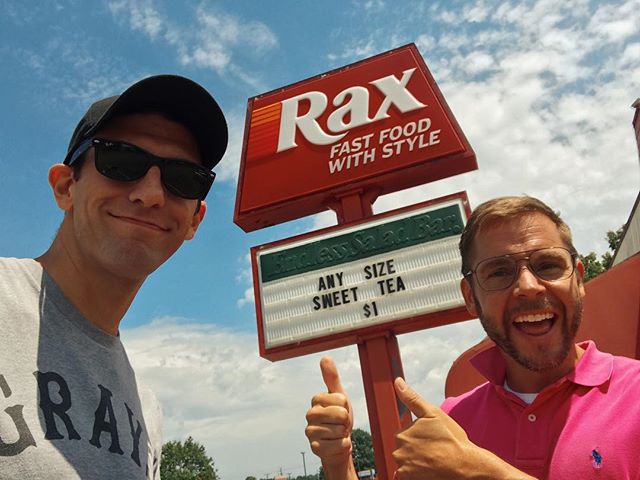 Rax
FAST FOOD
WITH STYLE
Endless Salad Bar
ANY SIZE
SWEET TEA
$1
GRAY